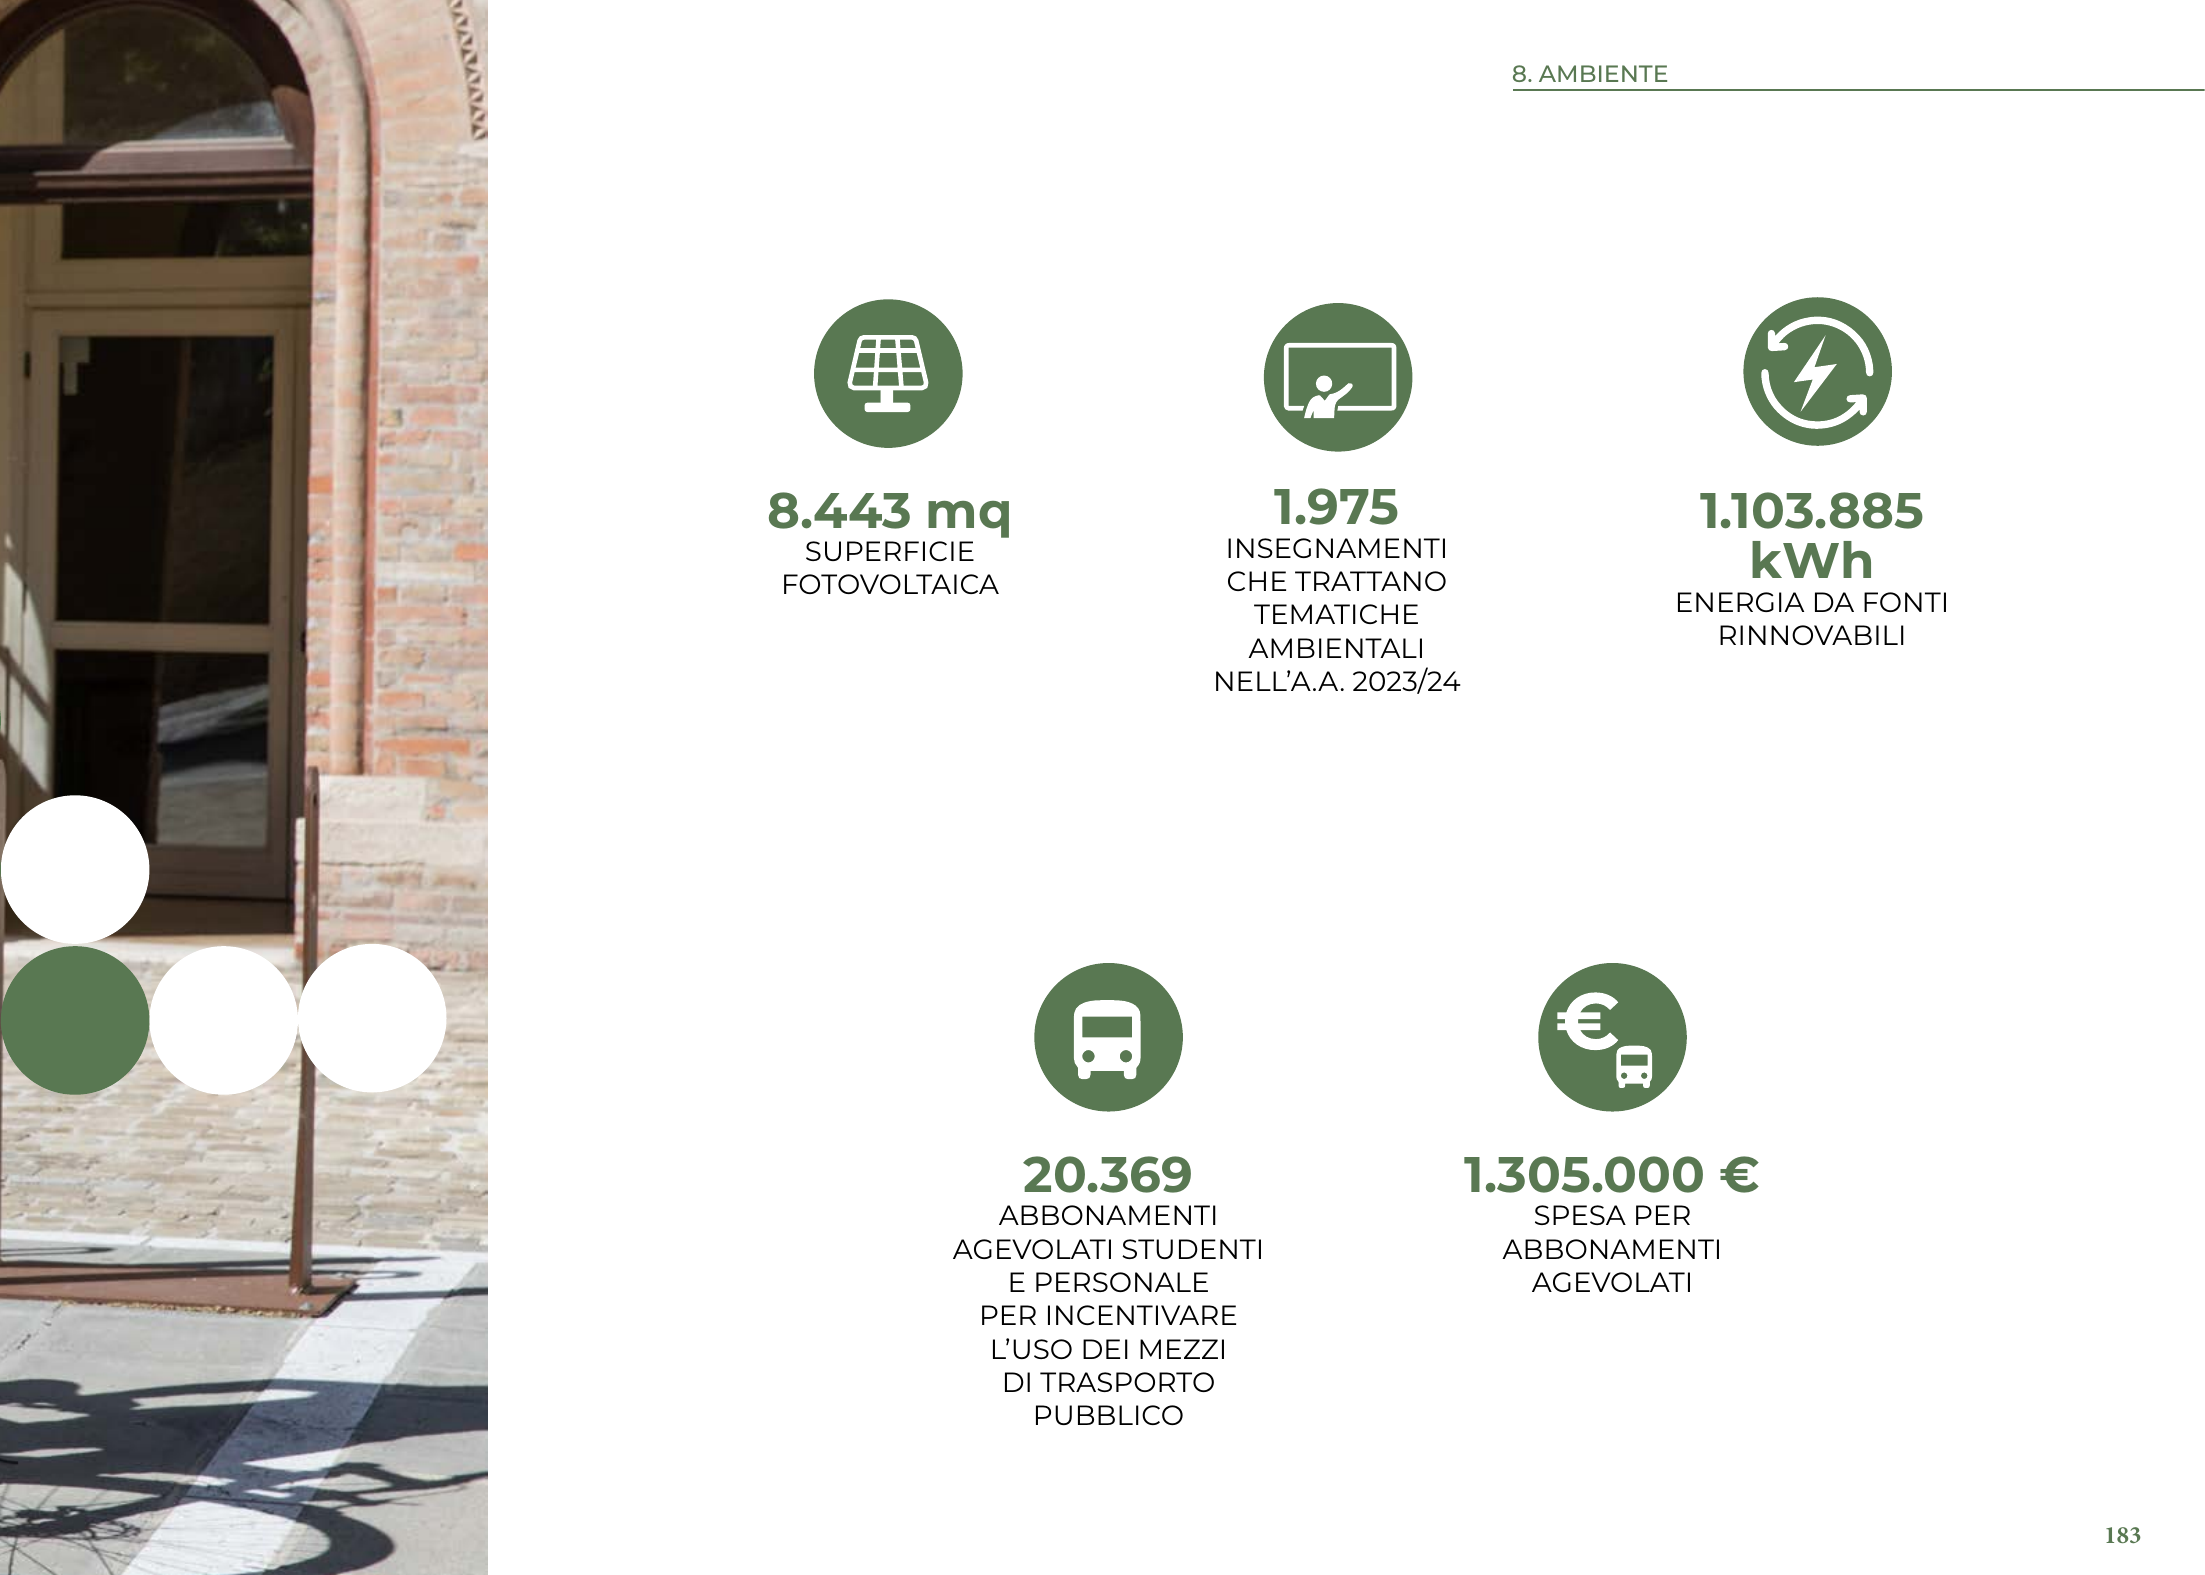 8. AMBIENTE
8.443 mq
SUPERFICIE
FOTOVOLTAICA
1.975
INSEGNAMENTI
CHE TRATTANO
TEMATICHE
AMBIENTALI
NELL’A.A. 2023/24
1.103.885
kWh
ENERGIA DA FONTI
RINNOVABILI
20.369
ABBONAMENTI
AGEVOLATI STUDENTI
E PERSONALE
PER INCENTIVARE
L’USO DEI MEZZI
DI TRASPORTO
PUBBLICO
1.305.000 €
SPESA PER
ABBONAMENTI
AGEVOLATI
183